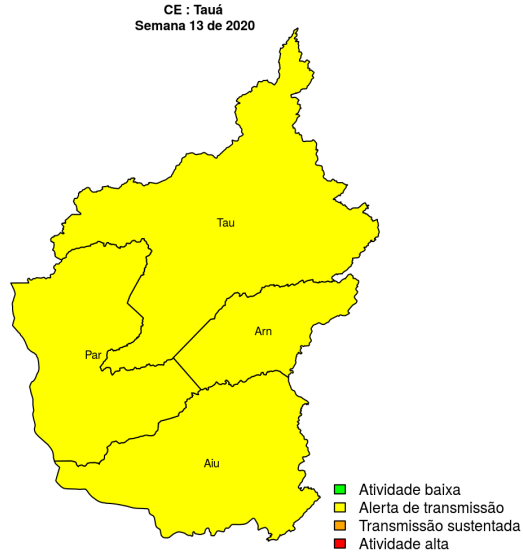 CE : Tauá
Semana 13 de 2020
Tau
Arn
Par
Aiu
Atividade baixa
Alerta de transmissão
Transmissão sustentada
Atividade alta